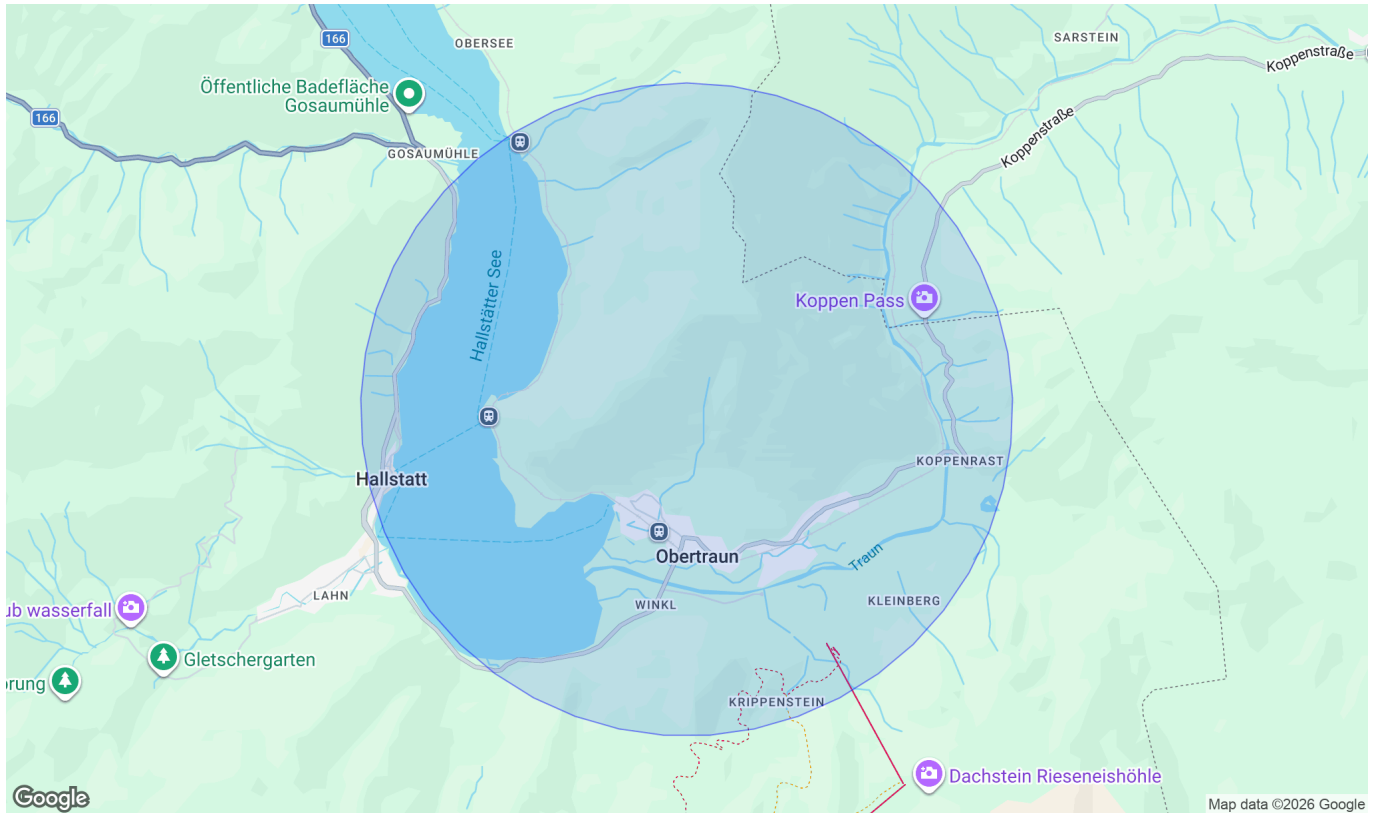 166
OBERSEE
SARSTEIN
Koppenstraße
Öffentliche Badefläche
Gosaumühle
166
Koppenstraße
GOSAUMÜHLE
Hallstätter See
Koppen Pass
KOPPENRAST
Hallstatt
Obertraun
Traun
LAHN
WINKL
KLEINBERG
ub wasserfall
Gletschergarten
orung
KRIPPENSTEIN
Dachstein Rieseneishöhle
Google
Map data ©2026 Google